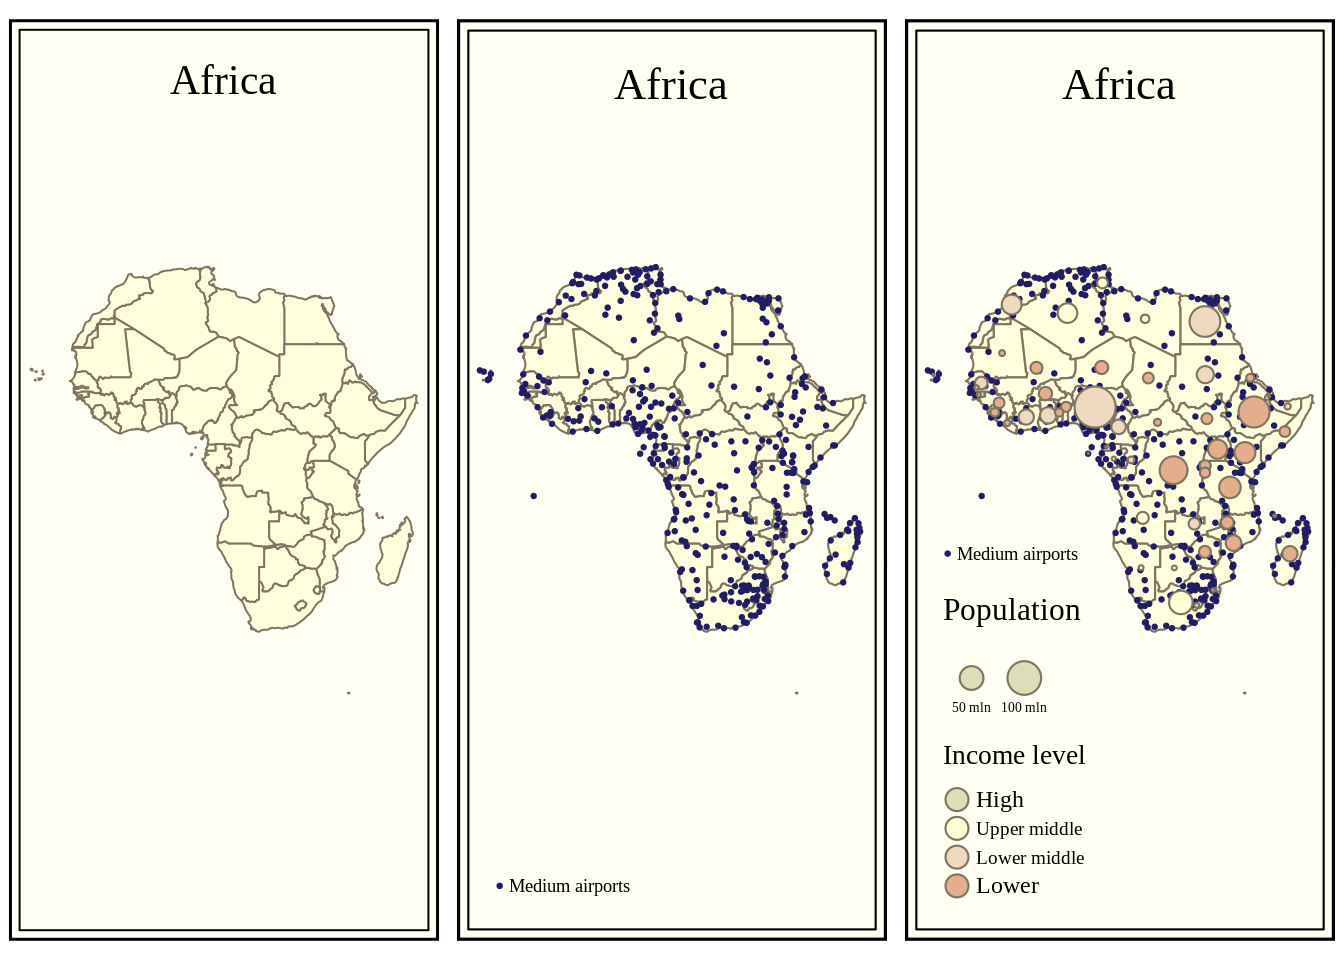 Africa
Africa
Medium airports
Africa
Medium airports
Population
50 mln 100 mln
Income level
High
Upper middle
Lower middle
Lower